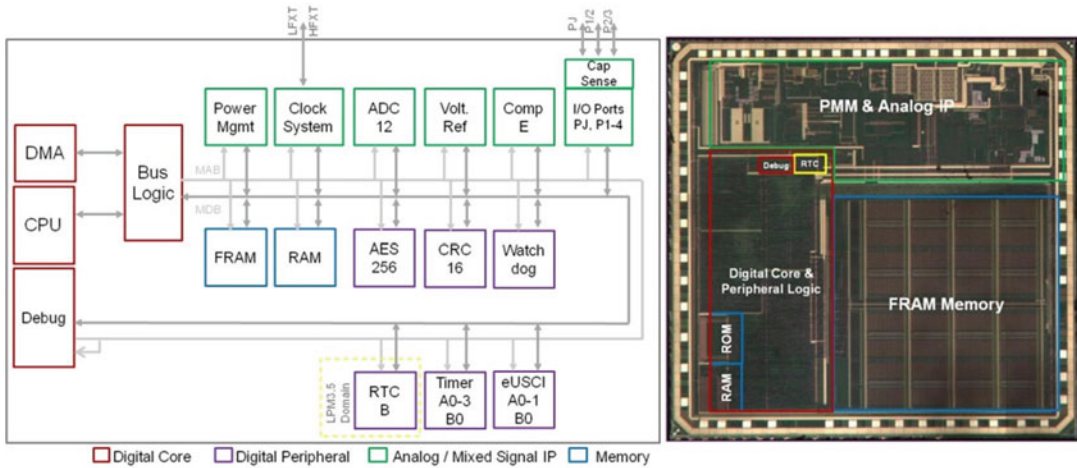 LFXT
HFXT
PJ
P1/2
P2/3
Cap
Sense
Power
Mgmt
Clock
System
ADC
12
Volt.
Ref
Comp
E
I/O Ports
PJ, P1-4
DMA
CPU
Debug
Bus
Logic
MAB
MDB
FRAM
RAM
AES
256
CRC
16
Watch
dog
LPM3.5
Domain
RTC
B
Timer
A0-3
B0
eUSCI
A0-1
B0
Digital Core
Digital Peripheral
Analog / Mixed Signal IP
Memory
PMM & Analog IP
Debug
RTC
Digital Core &
Peripheral Logic
FRAM Memory
ROM
RAM